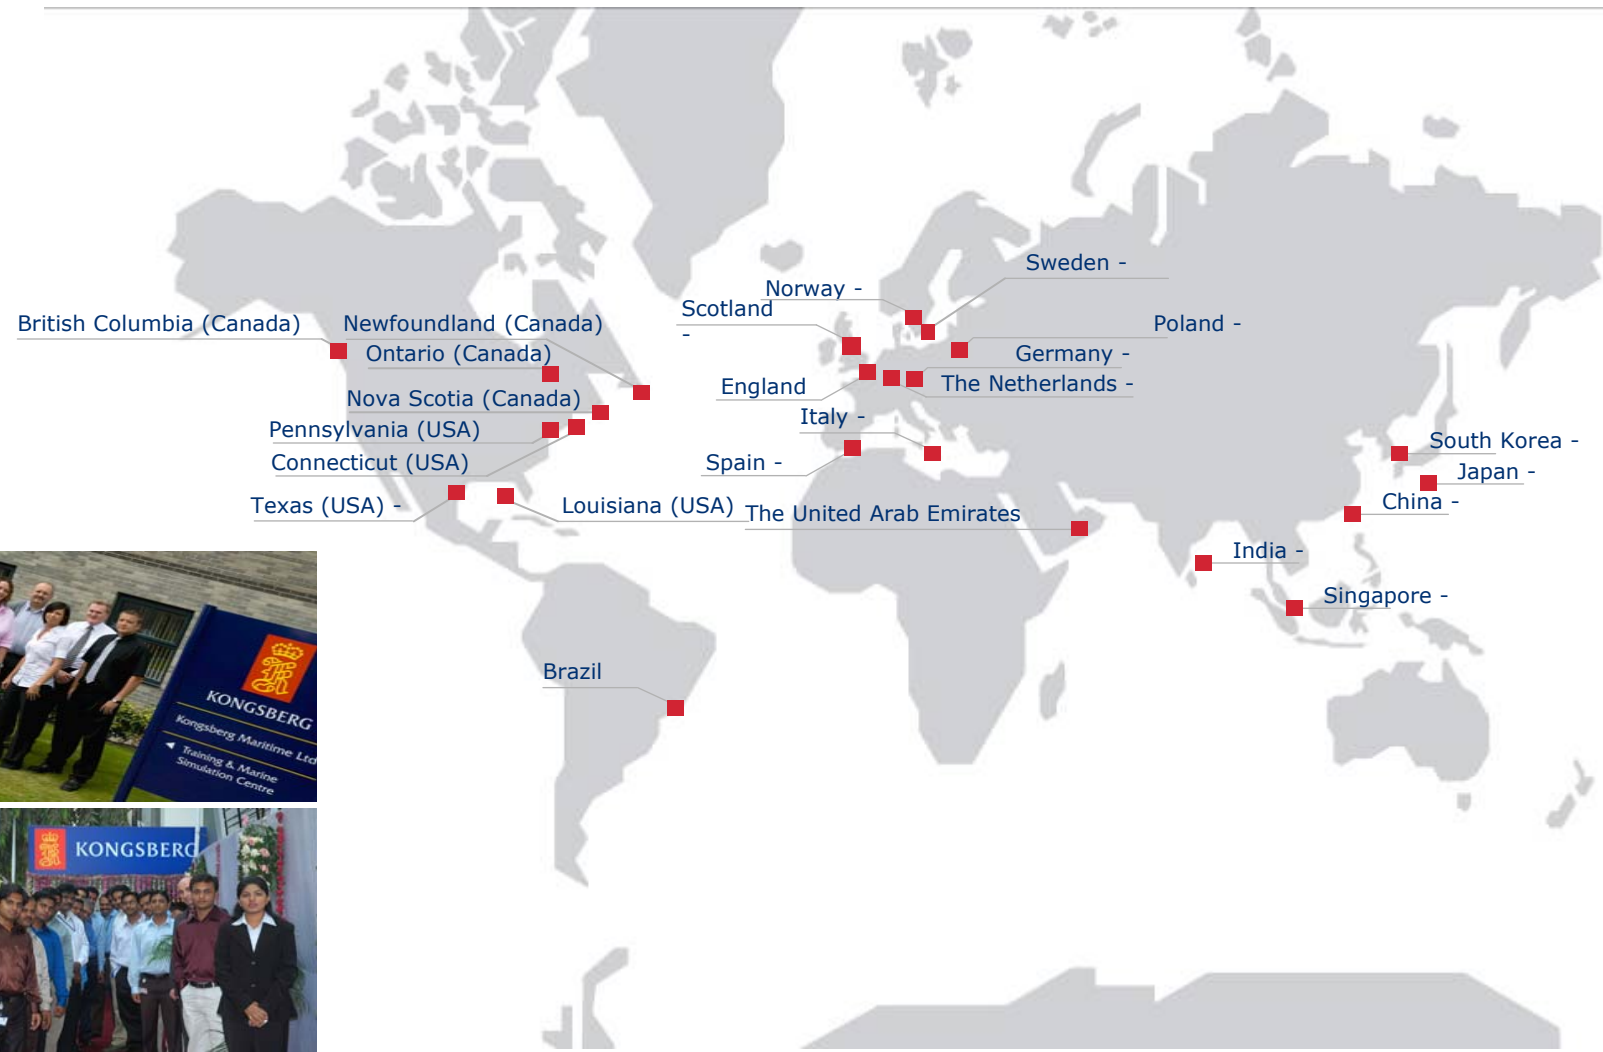 Sweden -
Norway -
Scotland
-
British Columbia (Canada)
Newfoundland (Canada)
Poland -
Ontario (Canada)
Germany -
England
The Netherlands -
Nova Scotia (Canada)
Italy -
Pennsylvania (USA)
South Korea -
Connecticut (USA)
Spain -
Japan -
Texas (USA) -
Louisiana (USA)
The United Arab Emirates
China -
India -
Singapore -
Brazil
KONGSBERG
Kongsberg Maritime Ltd
Training & Marine
Simulation Centre
KONGSBERG